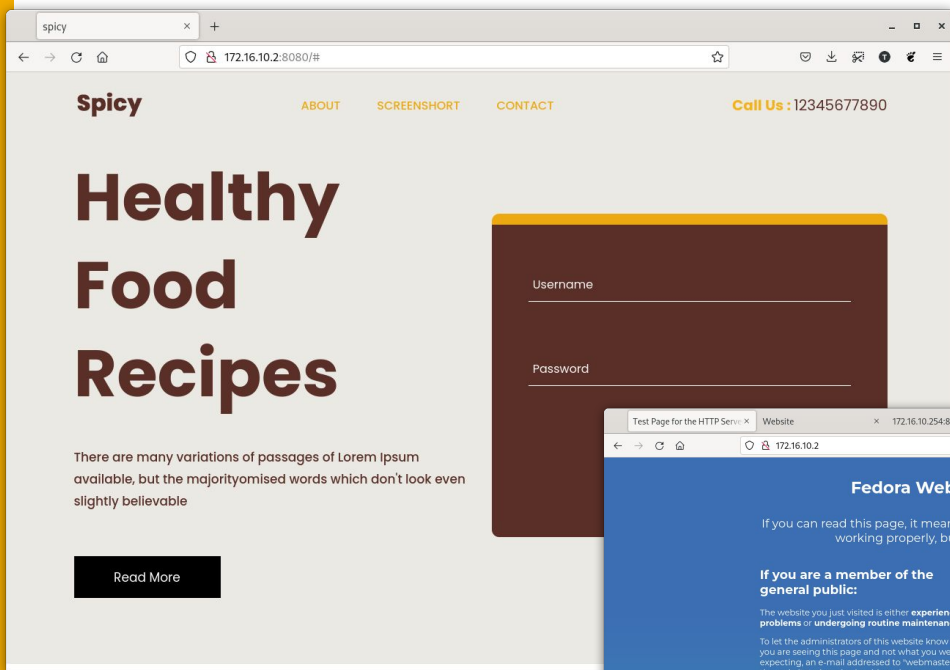 spicy
172.16.10.2:8080/#
Spicy
ABOUT SCREENSHORT CONTACT
Call Us : 12345677890
Healthy
Food
Recipes
There are many variations of passages of Lorem Ipsum
available, but the majorityomised words which don't look even
slightly believable
Read More
Username
Password
Test Page for the HTTP Serve
Website
172.16.10.254:8
172.16.10.2
Fedora Web
If you can read this page, it mean
working properly, bu
If you are a member of the
general public:
The website you just visited is either experien
problems or undergoing routine maintenan
To let the administrators of this website know
you are seeing this page and not what you we
expecting, an e-mail addressed to "webmaste